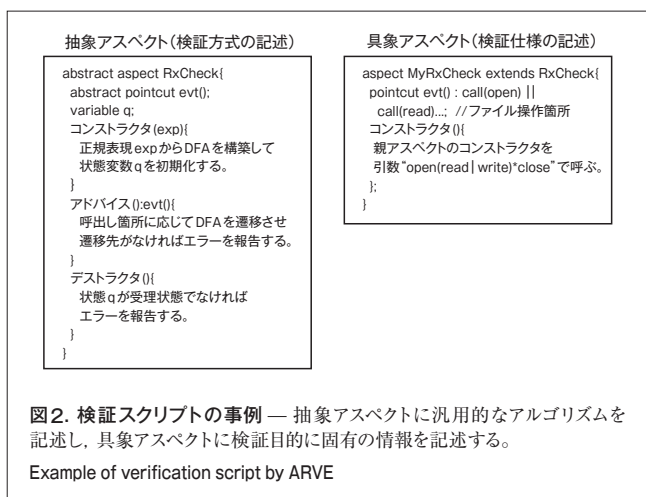 抽象アスペクト(検証方式の記述)
abstract aspect RxCheck{
abstract pointcut evt();
variable q;
コンストラクタ(exp){
正規表現expからDFAを構築して
状態変数qを初期化する。
}
アドバイス():evt(){
呼出し箇所に応じてDFAを遷移させ
遷移先がなければエラーを報告する。
}
デストラクタ(){
状態qが受理状態でなければ
エラーを報告する。
}
}
具象アスペクト(検証仕様の記述)
aspect MyRxCheck extends RxCheck{
pointcut evt() : call(open) ||
call(read)...; //ファイル操作箇所
コンストラクタ(){
親アスペクトのコンストラクタを
引数“open(read|write)*close”で呼ぶ。
};
}
図2. 検証スクリプトの事例 — 抽象アスペクトに汎用的なアルゴリズムを
記述し,具象アスペクトに検証目的に固有の情報を記述する。
Example of verification script by ARVE